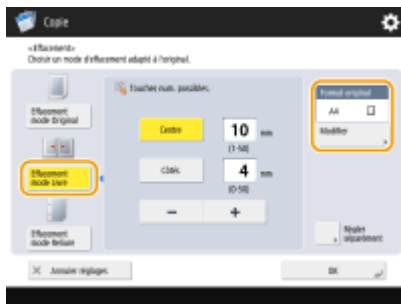 Copie
<Effacement>
Choisir un mode d'effacement adapté à l'original.
Effacement
mode Original
Effacement
mode Livre
Effacement
mode Reliure
Touches num. possibles.
Centre
10 mm
(1-50)
Côtés
4 mm
(0-50)
−
+
Format original
A4
Modifier
Régler
séparément
Annuler réglages
OK